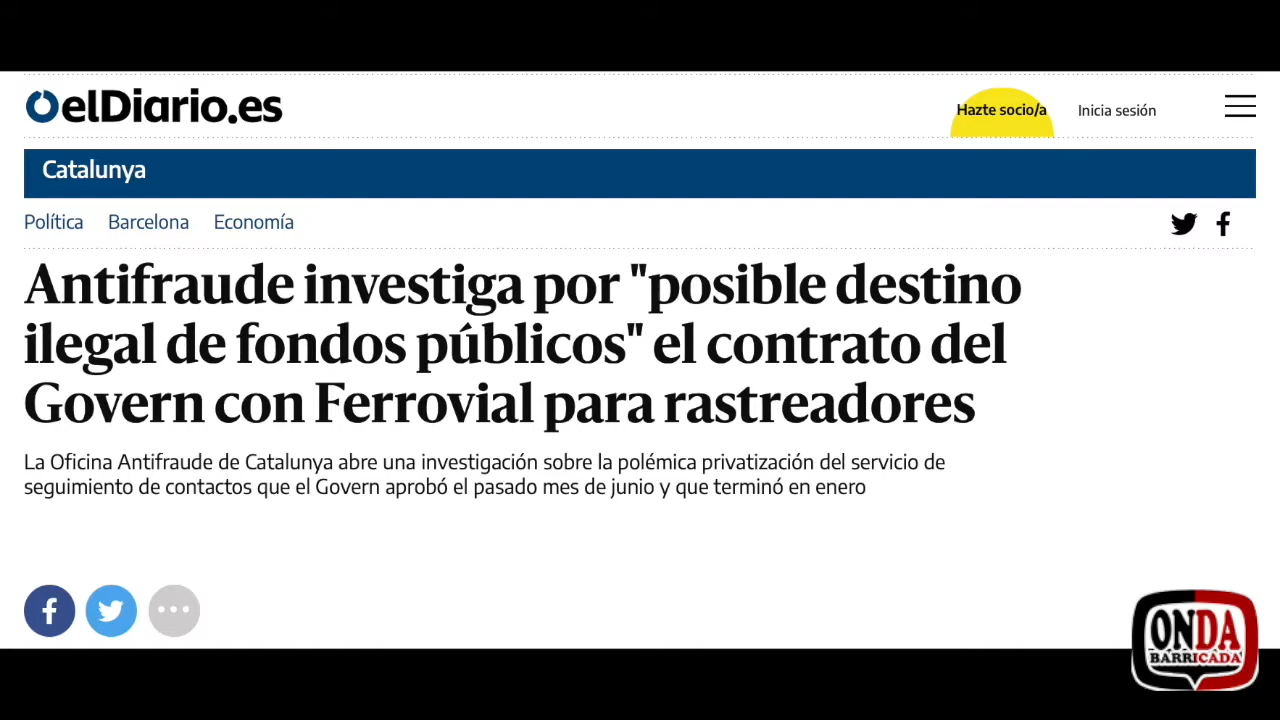 elDiario.es
Hazte socio/a
Inicia sesión
Catalunya
Política
Barcelona
Economía
Antifraude investiga por "posible destino
ilegal de fondos públicos" el contrato del
Govern con Ferrovial para rastreadores
La Oficina Antifraude de Catalunya abre una investigación sobre la polémica privatización del servicio de
seguimiento de contactos que el Govern aprobó el pasado mes de junio y que terminó en enero
ONDA
BARRICADA